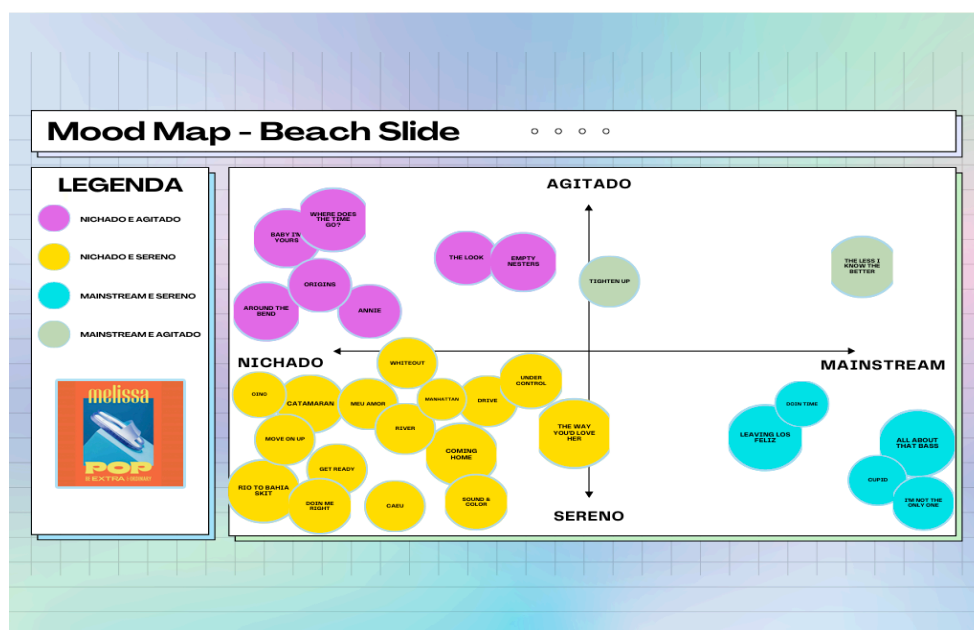 Mood Map - Beach Slide
LEGENDA
NICHADO E AGITADO
NICHADO E SERENO
MAINSTREAM E SERENO
MAINSTREAM E AGITADO
melissa
POP
EXTRA
AGITADO
WHERE DOES
THE TIME
GO?
BABY I'M
YOURS
THE LOOK
EMPTY
NESTERS
THE LESS I
KNOW THE
BETTER
TIGHTEN UP
ORIGINS
AROUND THE
BEND
ANNIE
NICHADO
MAINSTREAM
WHITEOUT
UNDER
CONTROL
DINO
CATAMARAN
MEU AMOR
MANHATTAN
DRIVE
DOIN TIME
RIVER
THE WAY
YOU'D LOVE
HER
LEAVING LOS
FELIZ
ALL ABOUT
THAT BASS
MOVE ON UP
COMING
HOME
GET READY
CUPID
RIO TO BAHIA
SKIT
DOIN ME
RIGHT
CAEU
SOUND &
COLOR
I'M NOT THE
ONLY ONE
SERENO